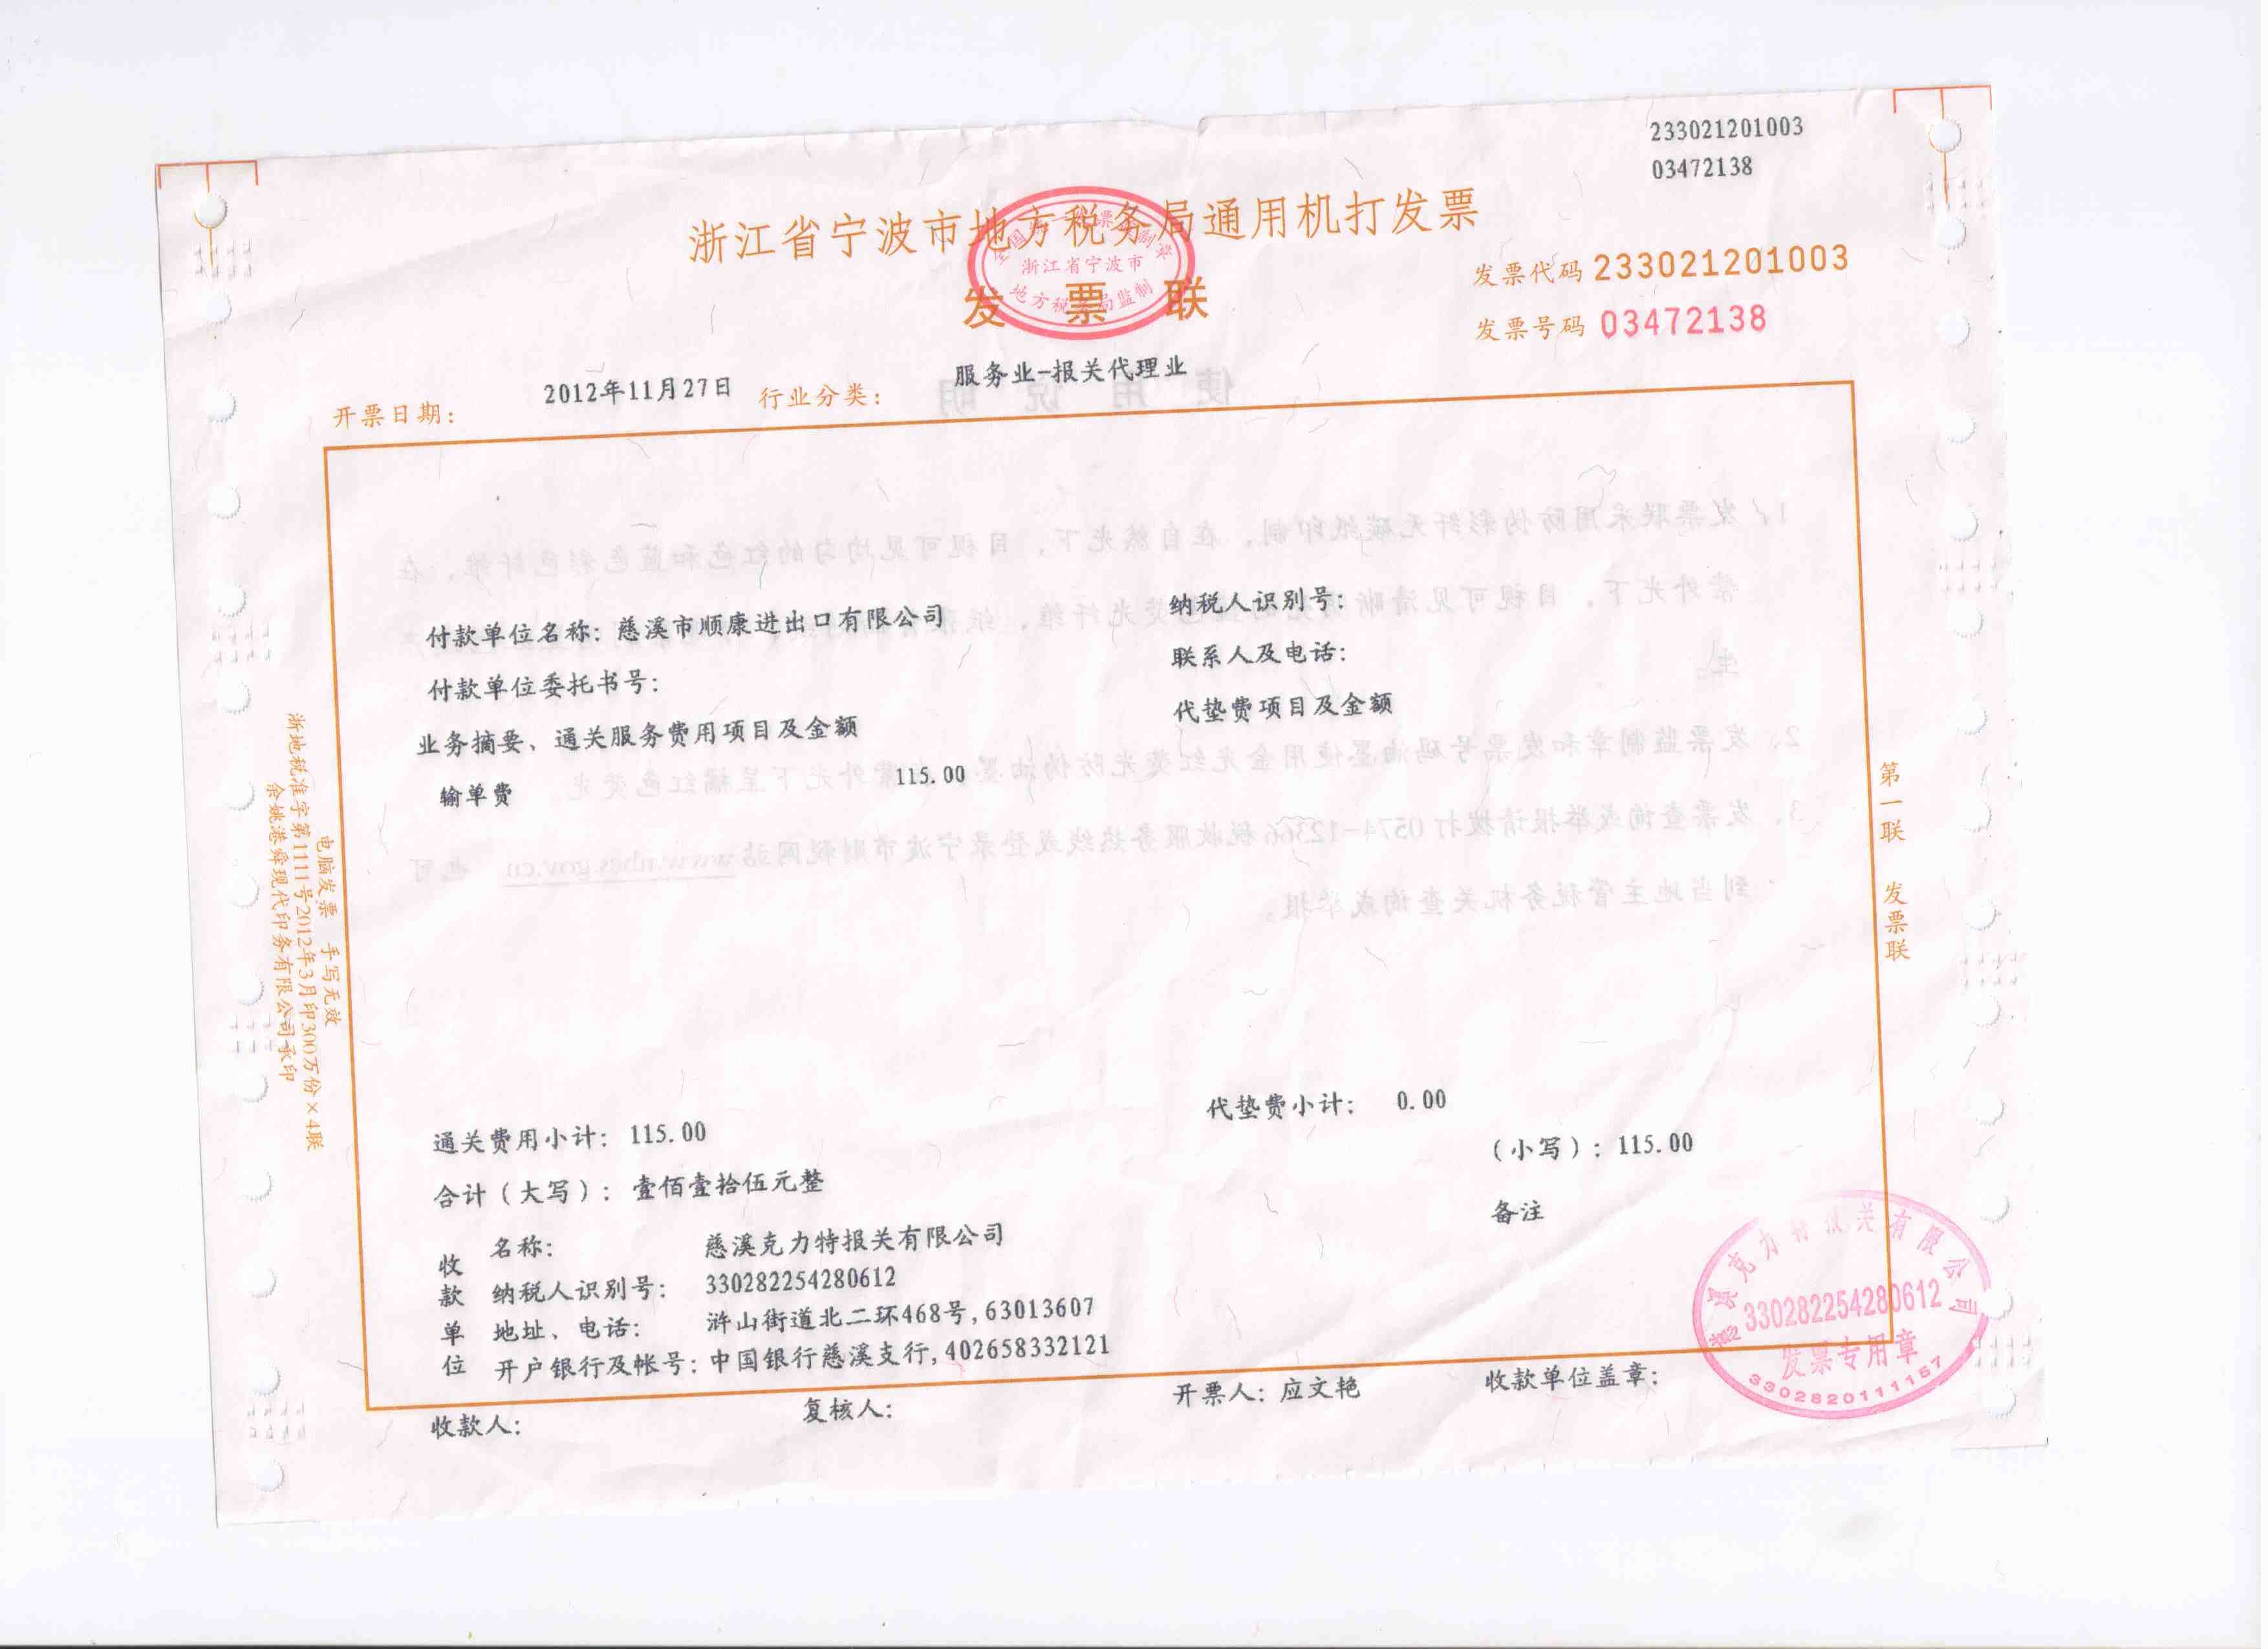 233021201003
03472138
浙江省宁波市地方税务局通用机打发票
浙江省宁波市
地方税务局监制
发票联
发票代码 233021201003
发票号码 03472138
开票日期: 2012年11月27日 行业分类: 服务业-报关代理业
付款单位名称: 慈溪市顺康进出口有限公司 纳税人识别号:
付款单位委托书号: 联系人及电话:
业务摘要、通关服务费用项目及金额 代垫费项目及金额
输单费 115.00
通关费用小计: 115.00 代垫费小计: 0.00
合计(大写): 壹佰壹拾伍元整 (小写): 115.00
备注
收款单位
名称: 慈溪克力特报关有限公司
纳税人识别号: 330282254280612
地址、电话: 浒山街道北二环468号,63013607
开户银行及帐号: 中国银行慈溪支行,402658332121
收款人: 复核人: 开票人: 应文艳 收款单位盖章:
慈溪克力特报关有限公司
330282254280612
发票专用章
3302820111157
第一联 发票联
电脑发票 手写无效
浙地税准字第1111号2012年3月印300万份×4联
余姚港舜现代印务有限公司承印
使用说明
1、发票联采用防伪彩纤无碳纸印制,在自然光下,目视可见均匀的红色和蓝色彩色纤维,在
紫外光下,目视可见清晰
生。
2、发票监制章和发票号码油墨使用金光红荧光防伪油墨,在紫外光下呈橘红色荧光。
3、发票查询或举报请拨打0574-12366税收服务热线或登录宁波市财税网站www.nbcs.gov.cn 也可
到当地主管税务机关查询或举报。